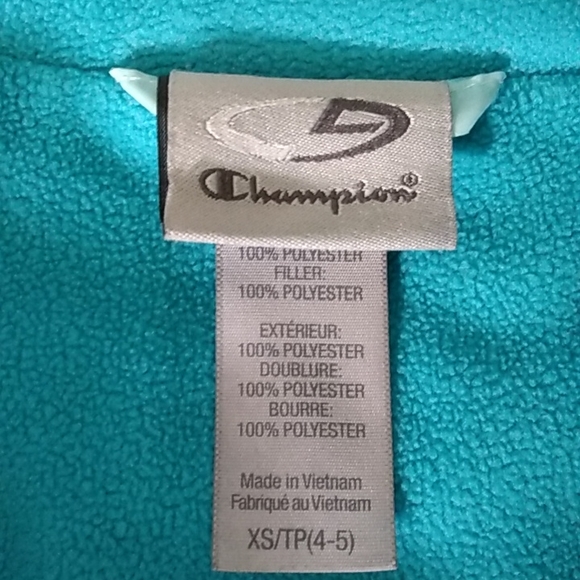 Champion®
100% POLYESTER
FILLER:
100% POLYESTER
EXTÉRIEUR:
100% POLYESTER
DOUBLURE:
100% POLYESTER
BOURRE:
100% POLYESTER
Made in Vietnam
Fabriqué au Vietnam
XS/TP(4-5)